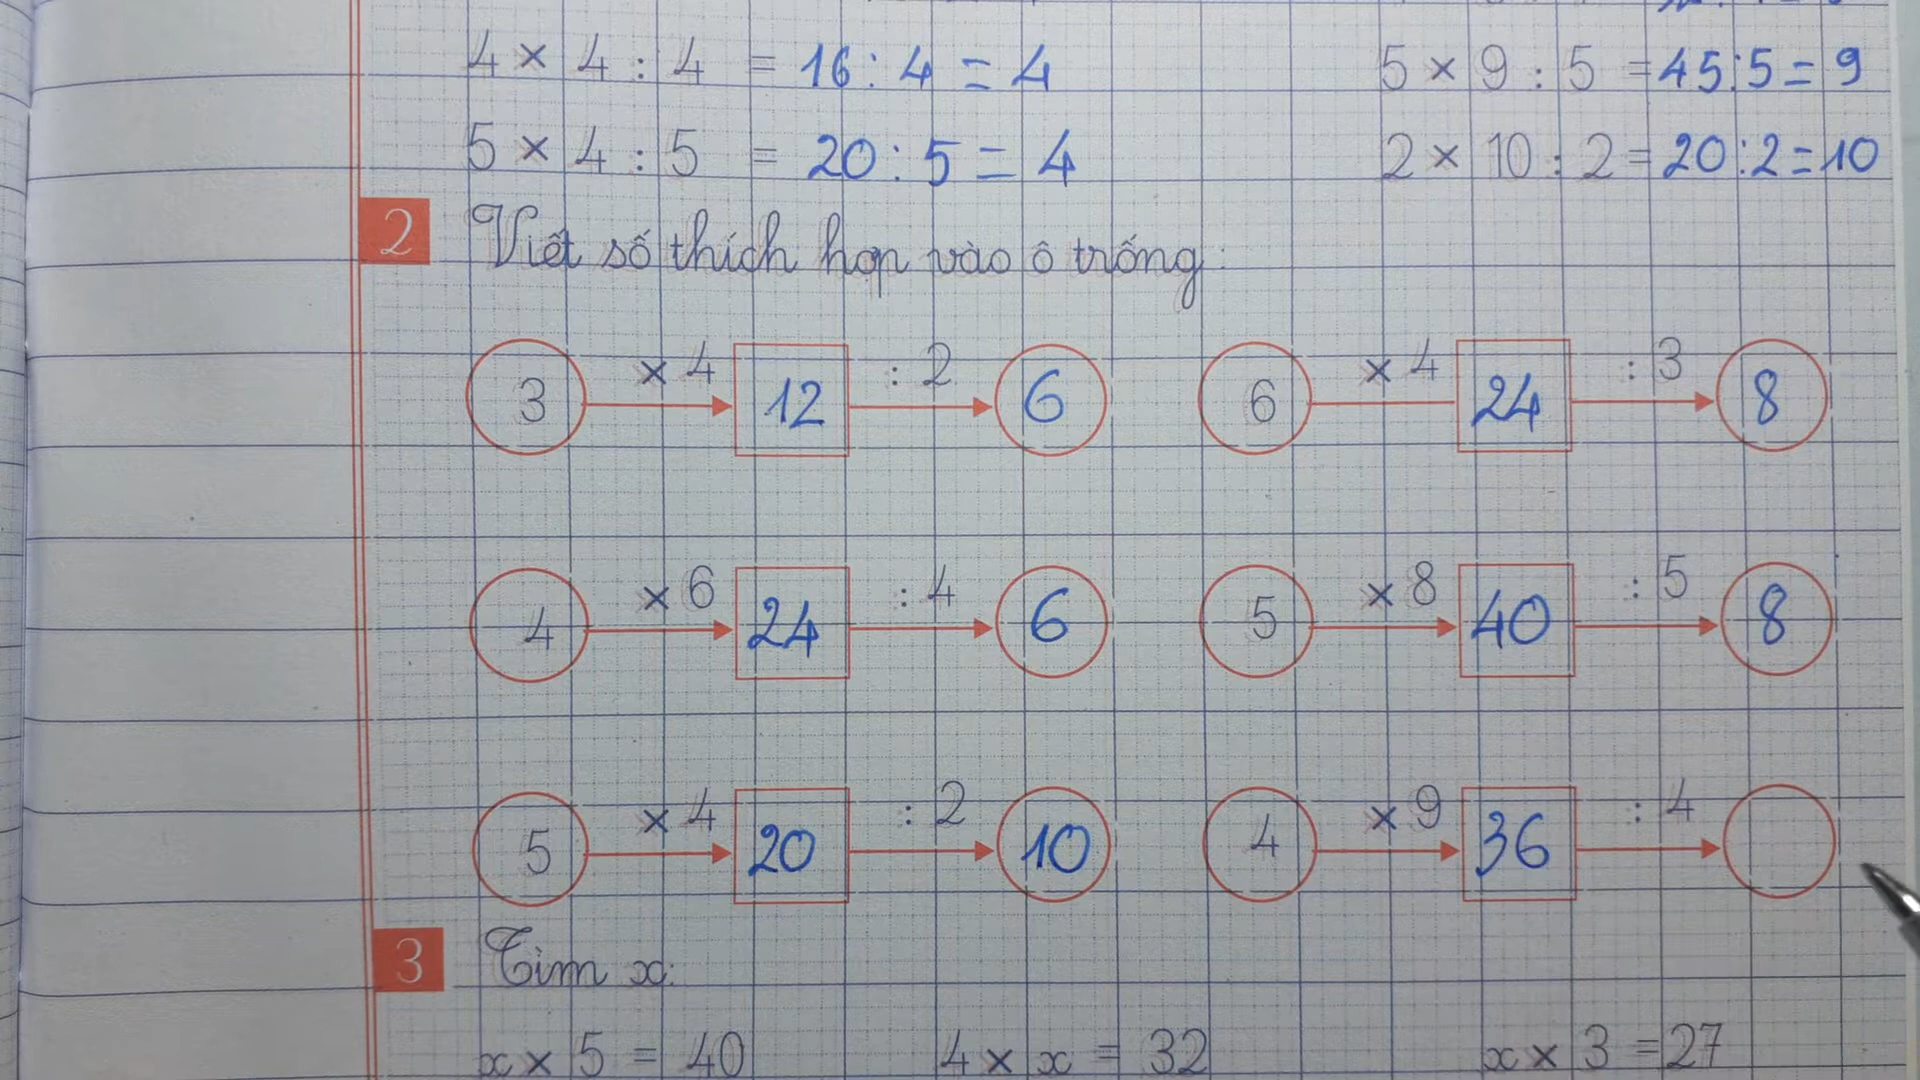 4 × 4 : 4 = 16 : 4 = 4
5 × 9 : 5 = 45 : 5 = 9
5 × 4 : 5 = 20 : 5 = 4
2 × 10 : 2 = 20 : 2 = 10
2 Viết số thích hợp vào ô trống:
3 × 4 12 : 2 6
6 × 4 24 : 3 8
4 × 6 24 : 4 6
5 × 8 40 : 5 8
5 × 4 20 : 2 10
4 × 9 36 : 4
3 Tìm x:
x × 5 = 40
4 × x = 32
x × 3 = 27